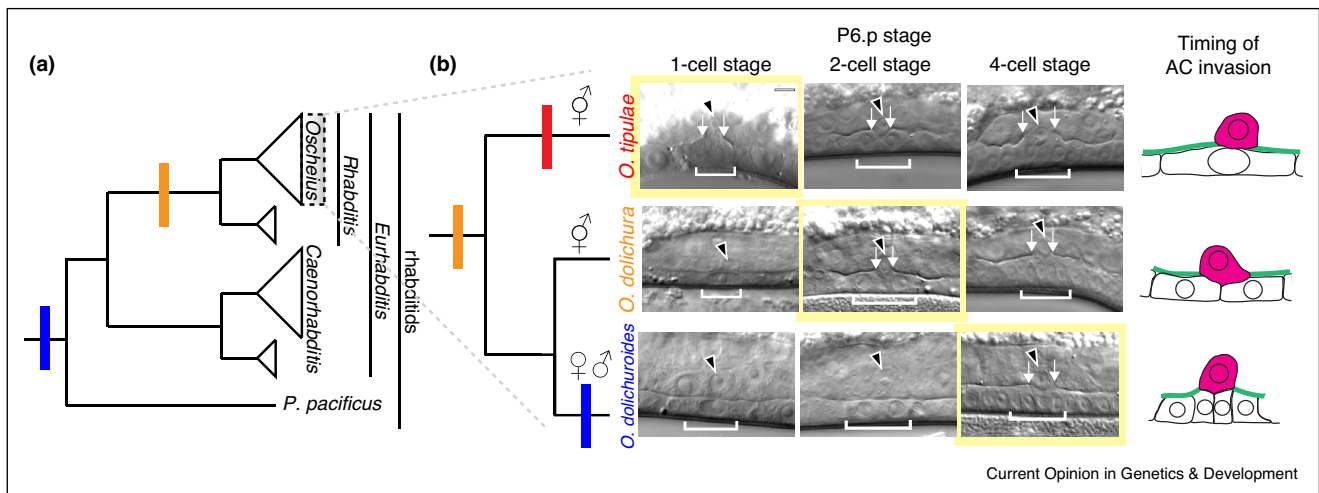 (a)
Oscheius
Rhabditis
Eurhabditis
rhabditids
Caenorhabditis
P. pacificus
(b)
P6.p stage
1-cell stage
2-cell stage
4-cell stage
Timing of
AC invasion
O. tipulae
O. dolichura
O. dolichuroides
Current Opinion in Genetics & Development